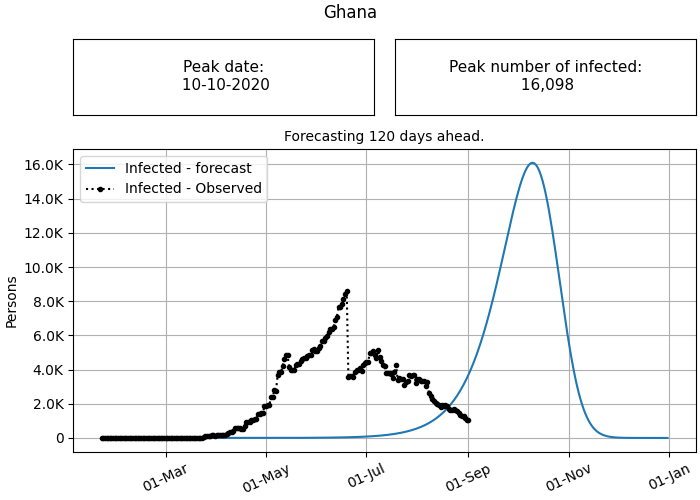 Ghana
Peak date:
10-10-2020
Peak number of infected:
16,098
Forecasting 120 days ahead.
Infected - forecast
Infected - Observed
Persons
16.0K
14.0K
12.0K
10.0K
8.0K
6.0K
4.0K
2.0K
0
01-Mar
01-May
01-Jul
01-Sep
01-Nov
01-Jan